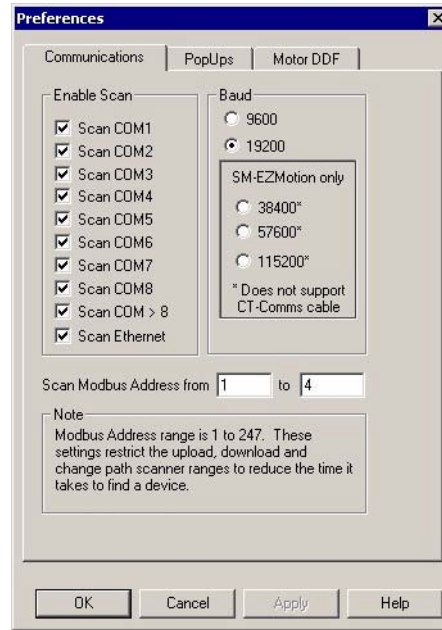 Preferences
Communications
PopUps
Motor DDF
Enable Scan
Scan COM1
Scan COM2
Scan COM3
Scan COM4
Scan COM5
Scan COM6
Scan COM7
Scan COM8
Scan COM > 8
Scan Ethernet
Baud
9600
19200
SM-EZMotion only
38400*
57600*
115200*
* Does not support
CT-Comms cable
Scan Modbus Address from 1 to 4
Note
Modbus Address range is 1 to 247. These
settings restrict the upload, download and
change path scanner ranges to reduce the time it
takes to find a device.
OK
Cancel
Apply
Help